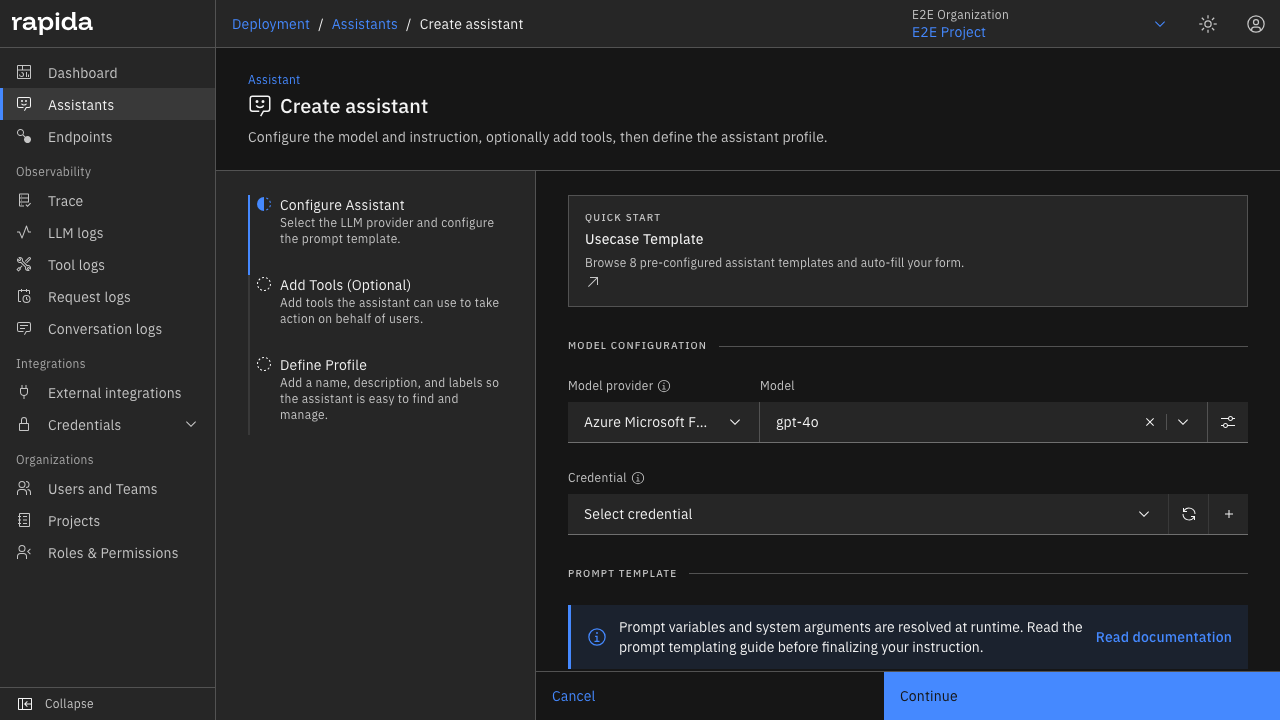 rapida
Deployment / Assistants / Create assistant
E2E Organization
E2E Project
Dashboard
Assistants
Endpoints
Observability
Trace
LLM logs
Tool logs
Request logs
Conversation logs
Integrations
External integrations
Credentials
Organizations
Users and Teams
Projects
Roles & Permissions
Collapse
Assistant
Create assistant
Configure the model and instruction, optionally add tools, then define the assistant profile.
Configure Assistant
Select the LLM provider and configure
the prompt template.
Add Tools (Optional)
Add tools the assistant can use to take
action on behalf of users.
Define Profile
Add a name, description, and labels so
the assistant is easy to find and
manage.
QUICK START
Usecase Template
Browse 8 pre-configured assistant templates and auto-fill your form.
MODEL CONFIGURATION
Model provider
Model
Azure Microsoft F...
gpt-4o
Credential
Select credential
PROMPT TEMPLATE
Prompt variables and system arguments are resolved at runtime. Read the
prompt templating guide before finalizing your instruction.
Read documentation
Cancel
Continue